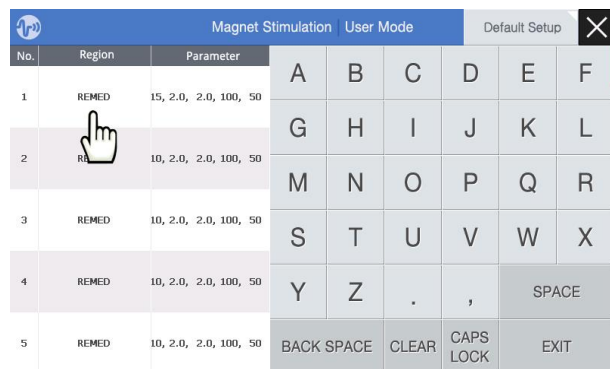 Magnet Stimulation | User Mode Default Setup X
No. Region Parameter
1 REMED 15, 2.0, 2.0, 100, 50
2 10, 2.0, 2.0, 100, 50
3 REMED 10, 2.0, 2.0, 100, 50
4 REMED 10, 2.0, 2.0, 100, 50
5 REMED 10, 2.0, 2.0, 100, 50
A B C D E F
G H I J K L
M N O P Q R
S T U V W X
Y Z . , SPACE
BACK SPACE CLEAR CAPS LOCK EXIT